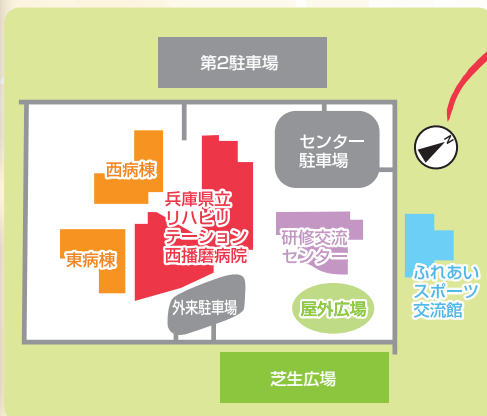 第2駐車場
センター
駐車場
N
西病棟
兵庫県立
リハビリ
テーション
西播磨病院
研修交流
センター
東病棟
ふれあい
スポーツ
交流館
外来駐車場
屋外広場
芝生広場